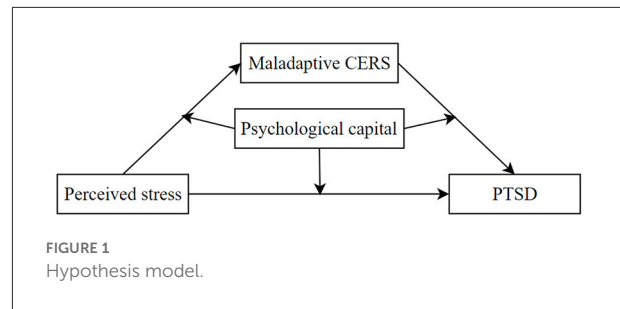 Maladaptive CERS
Psychological capital
Perceived stress
PTSD
FIGURE 1
Hypothesis model.